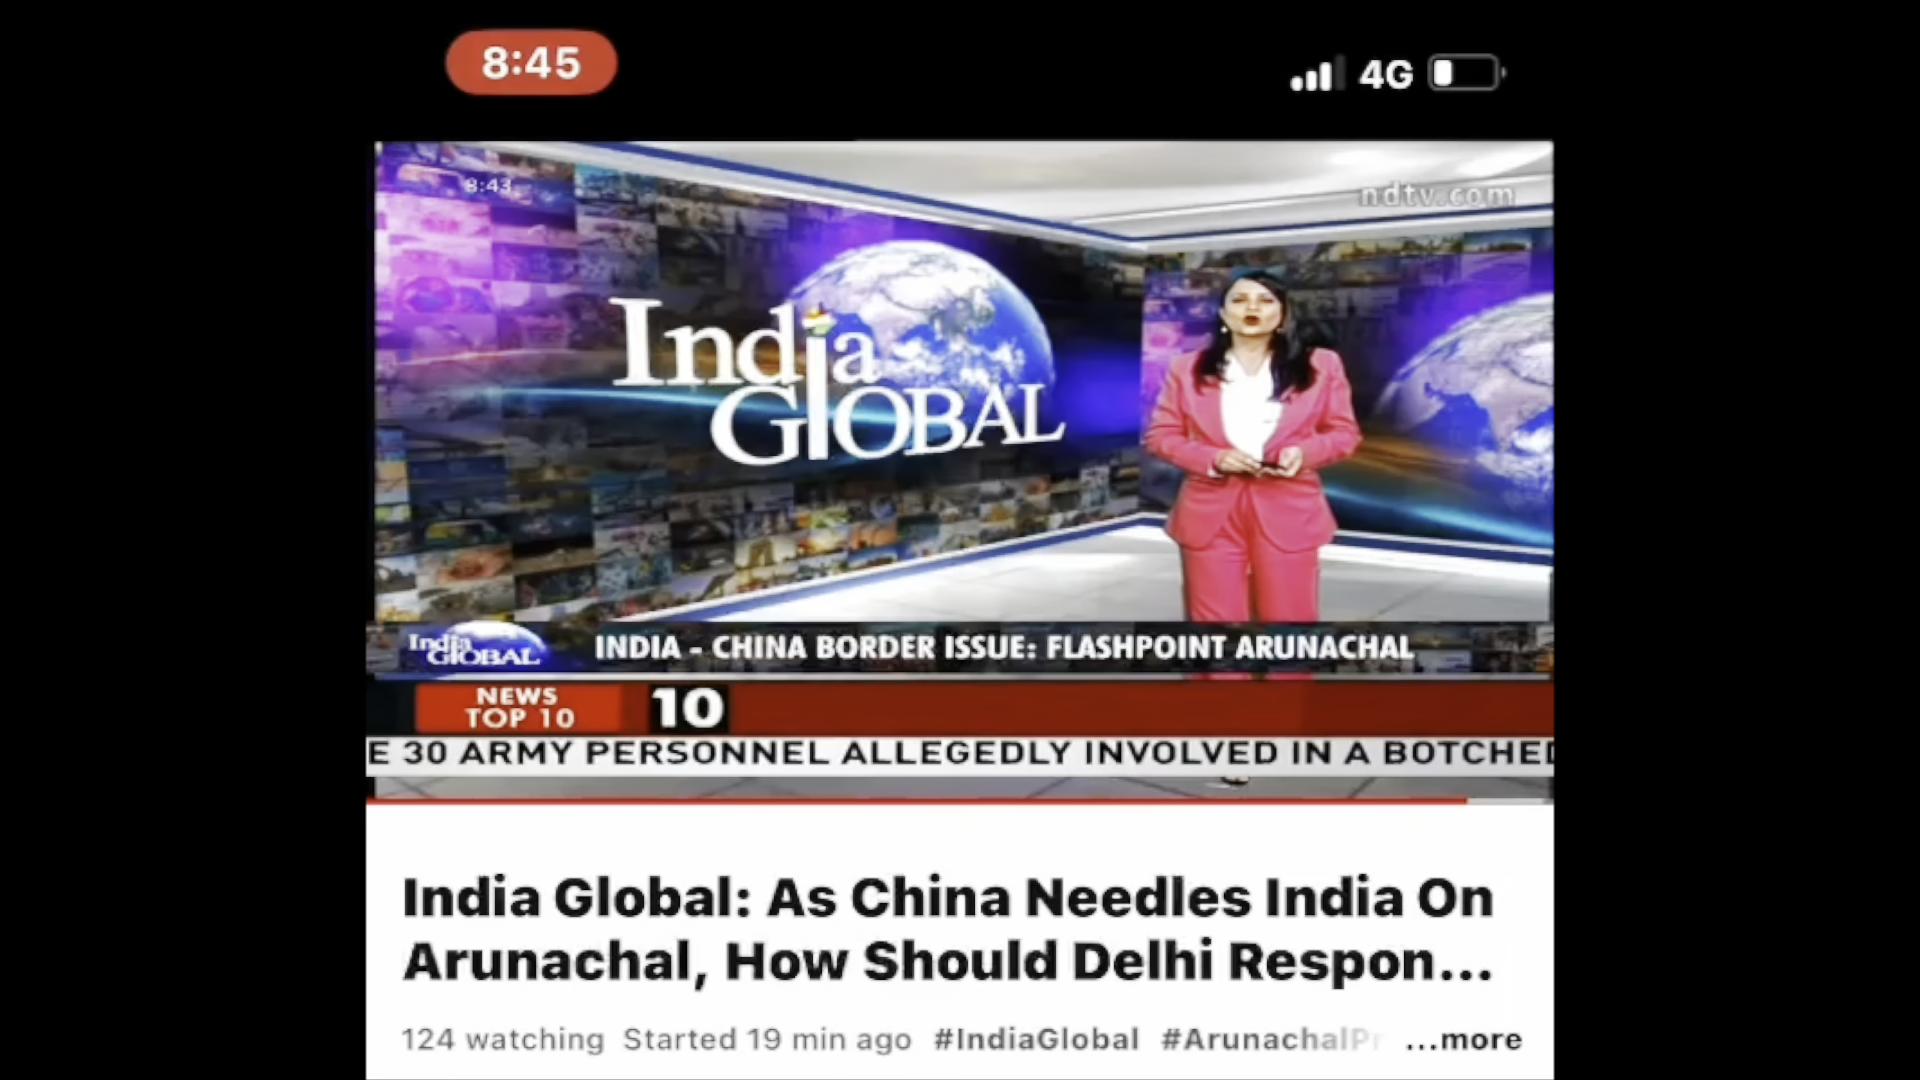 8:45
4G
8:43
ndtv.com
India
GLOBAL
India
GLOBAL
INDIA - CHINA BORDER ISSUE: FLASHPOINT ARUNACHAL
NEWS
TOP 10
10
E 30 ARMY PERSONNEL ALLEGEDLY INVOLVED IN A BOTCHED
India Global: As China Needles India On
Arunachal, How Should Delhi Respon...
124 watching Started 19 min ago #IndiaGlobal #ArunachalPr ...more